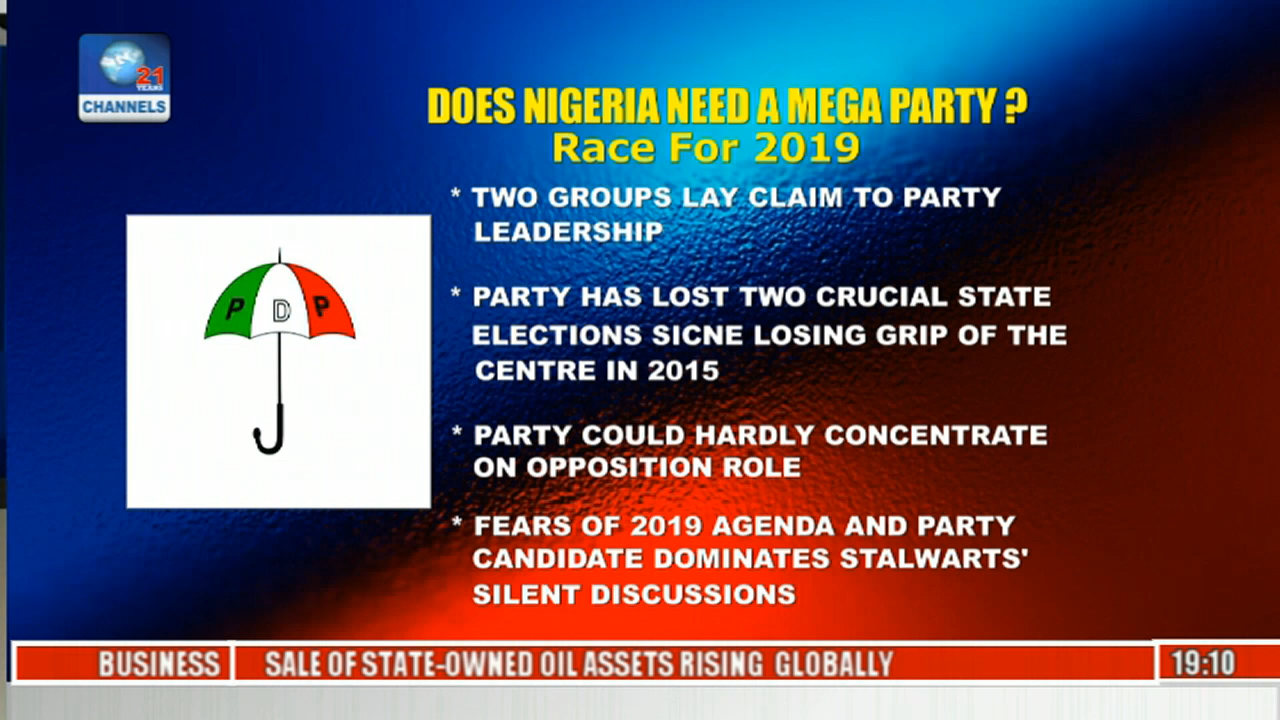 21
YEARS
CHANNELS
DOES NIGERIA NEED A MEGA PARTY ?
Race For 2019
* TWO GROUPS LAY CLAIM TO PARTY
LEADERSHIP
* PARTY HAS LOST TWO CRUCIAL STATE
ELECTIONS SICNE LOSING GRIP OF THE
CENTRE IN 2015
* PARTY COULD HARDLY CONCENTRATE
ON OPPOSITION ROLE
* FEARS OF 2019 AGENDA AND PARTY
CANDIDATE DOMINATES STALWARTS'
SILENT DISCUSSIONS
P D P
BUSINESS
SALE OF STATE-OWNED OIL ASSETS RISING GLOBALLY
19:10